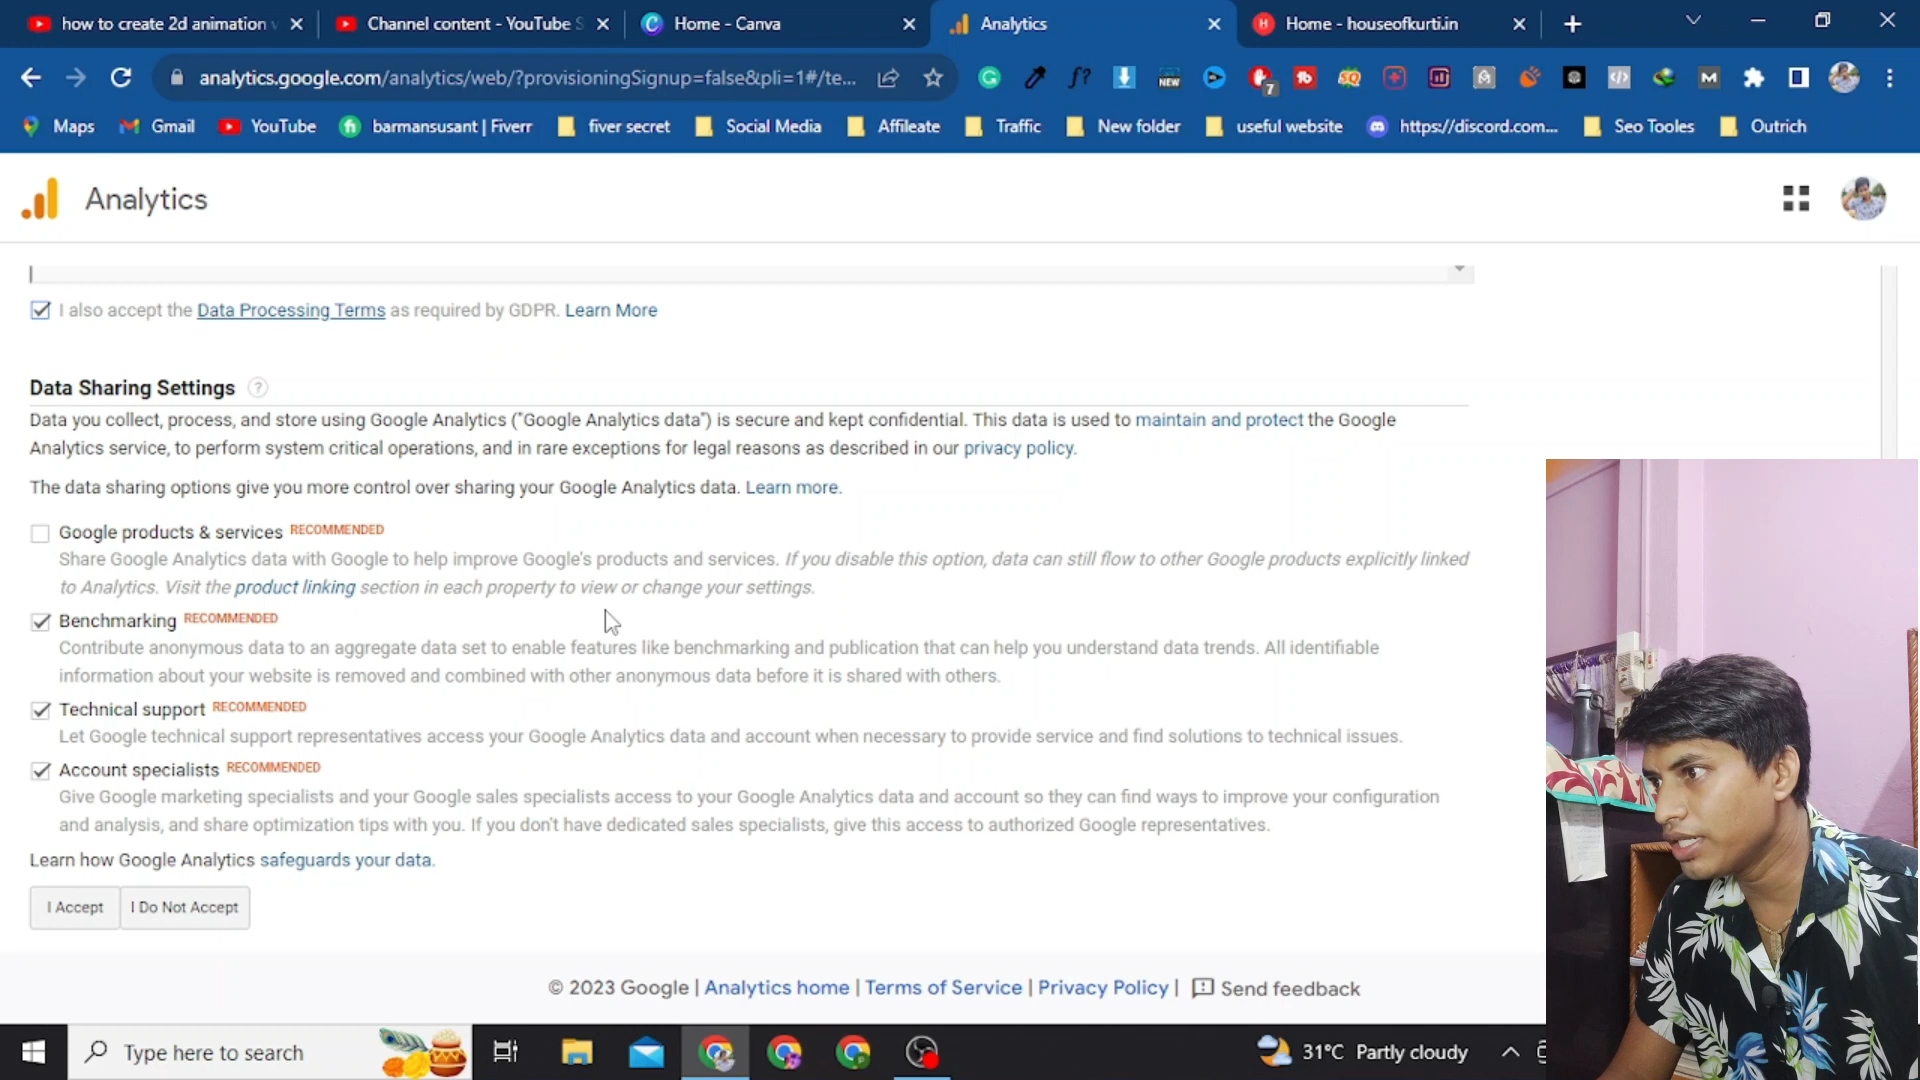 how to create 2d animation
Channel content - YouTube S
Home - Canva
Analytics
Home - houseofkurti.in
analytics.google.com/analytics/web/?provisioningSignup=false&pli=1#/te...
f?
NEW
7
SQ
M
Maps
Gmail
YouTube
barmansusant | Fiverr
fiver secret
Social Media
Affileate
Traffic
New folder
useful website
https://discord.com...
Seo Tooles
Outrich
Analytics
I also accept the Data Processing Terms as required by GDPR. Learn More
Data Sharing Settings ?
Data you collect, process, and store using Google Analytics ("Google Analytics data") is secure and kept confidential. This data is used to maintain and protect the Google
Analytics service, to perform system critical operations, and in rare exceptions for legal reasons as described in our privacy policy.
The data sharing options give you more control over sharing your Google Analytics data. Learn more.
Google products & services RECOMMENDED
Share Google Analytics data with Google to help improve Google's products and services. If you disable this option, data can still flow to other Google products explicitly linked
to Analytics. Visit the product linking section in each property to view or change your settings.
Benchmarking RECOMMENDED
Contribute anonymous data to an aggregate data set to enable features like benchmarking and publication that can help you understand data trends. All identifiable
information about your website is removed and combined with other anonymous data before it is shared with others.
Technical support RECOMMENDED
Let Google technical support representatives access your Google Analytics data and account when necessary to provide service and find solutions to technical issues.
Account specialists RECOMMENDED
Give Google marketing specialists and your Google sales specialists access to your Google Analytics data and account so they can find ways to improve your configuration
and analysis, and share optimization tips with you. If you don't have dedicated sales specialists, give this access to authorized Google representatives.
Learn how Google Analytics safeguards your data.
I Accept
I Do Not Accept
© 2023 Google | Analytics home | Terms of Service | Privacy Policy | Send feedback
Type here to search
31°C Partly cloudy